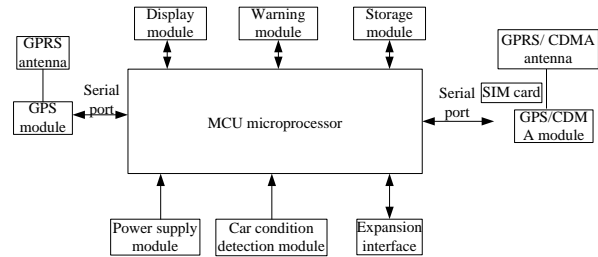 Display
module
Warning
module
Storage
module
GPRS
antenna
GPRS/ CDMA
antenna
Serial
port
Serial
port
SIM card
GPS
module
MCU microprocessor
GPS/CDM
A module
Power supply
module
Car condition
detection module
Expansion
interface